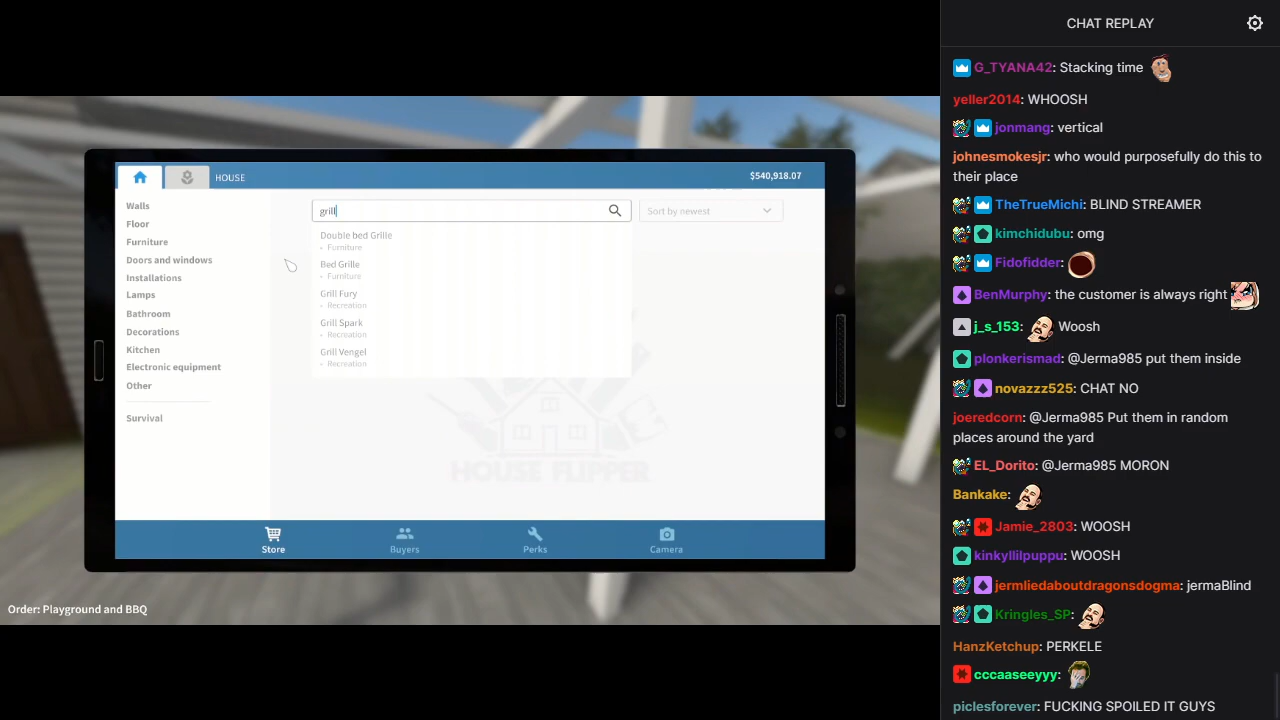 HOUSE
$540,918.07
Walls
Floor
Furniture
Doors and windows
Installations
Lamps
Bathroom
Decorations
Kitchen
Electronic equipment
Other
Survival
grill
Sort by newest
Double bed Grille
Furniture
Bed Grille
Furniture
Grill Fury
Recreation
Grill Spark
Recreation
Grill Vengel
Recreation
HOUSE FLIPPER
Store
Buyers
Perks
Camera
Order: Playground and BBQ
CHAT REPLAY
G_TYANA42: Stacking time
yeller2014: WHOOSH
jonmang: vertical
johnesmokesjr: who would purposefully do this to
their place
TheTrueMichi: BLIND STREAMER
kimchidubu: omg
Fidofidder:
BenMurphy: the customer is always right
j_s_153: Woosh
plonkerismad: @Jerma985 put them inside
novazzz525: CHAT NO
joeredcorn: @Jerma985 Put them in random
places around the yard
EL_Dorito: @Jerma985 MORON
Bankake:
Jamie_2803: WOOSH
kinkyllilpuppu: WOOSH
jermliedaboutdragonsdogma: jermaBlind
Kringles_SP:
HanzKetchup: PERKELE
cccaaseeyyy:
piclesforever: FUCKING SPOILED IT GUYS